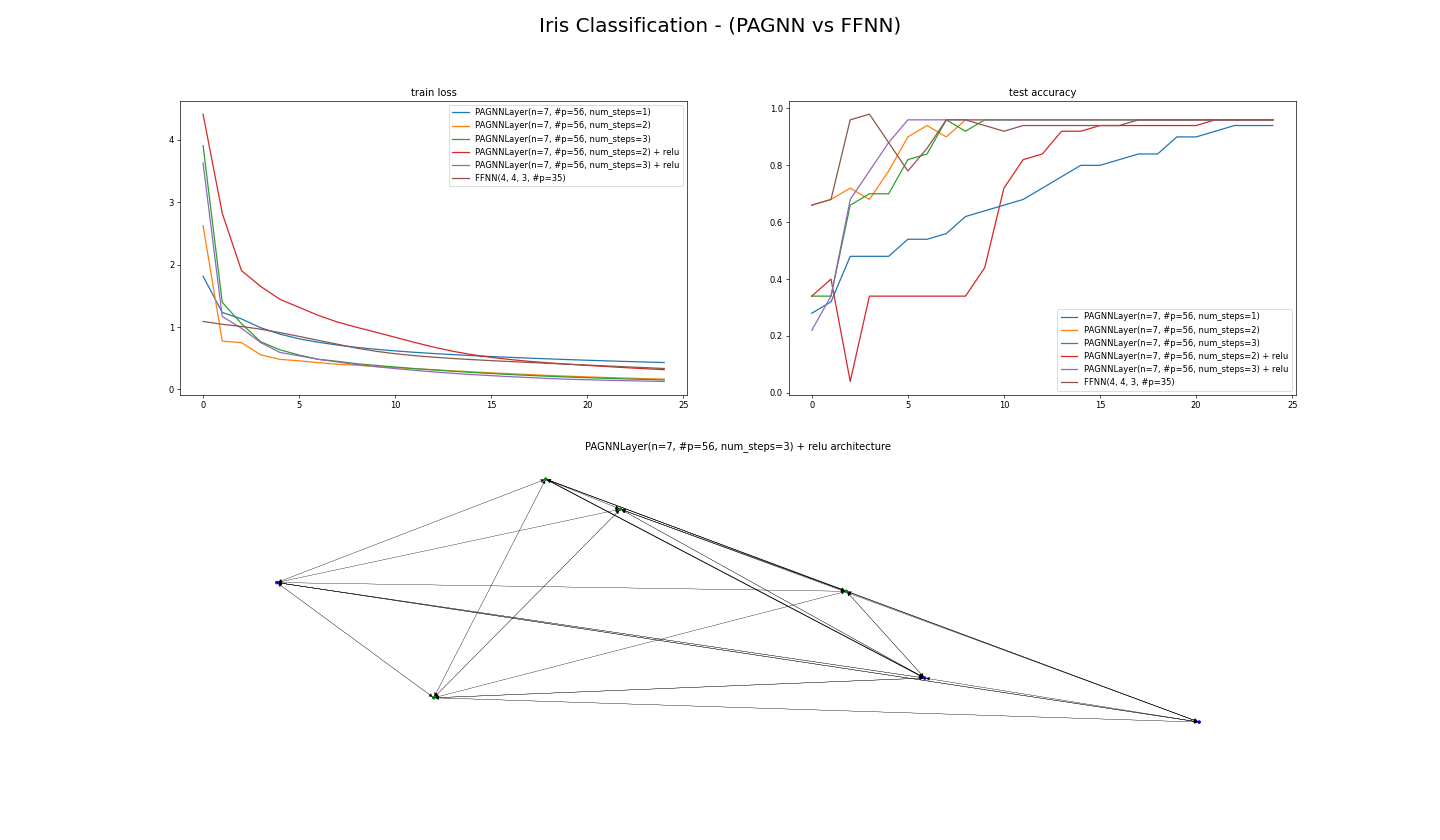 Iris Classification - (PAGNN vs FFNN)
train loss
PAGNNLayer(n=7, #p=56, num_steps=1)
PAGNNLayer(n=7, #p=56, num_steps=2)
PAGNNLayer(n=7, #p=56, num_steps=3)
PAGNNLayer(n=7, #p=56, num_steps=2) + relu
PAGNNLayer(n=7, #p=56, num_steps=3) + relu
FFNN(4, 4, 3, #p=35)
4
3
2
1
0
0 5 10 15 20 25
test accuracy
1.0
0.8
0.6
0.4
0.2
0.0
PAGNNLayer(n=7, #p=56, num_steps=1)
PAGNNLayer(n=7, #p=56, num_steps=2)
PAGNNLayer(n=7, #p=56, num_steps=3)
PAGNNLayer(n=7, #p=56, num_steps=2) + relu
PAGNNLayer(n=7, #p=56, num_steps=3) + relu
FFNN(4, 4, 3, #p=35)
0 5 10 15 20 25
PAGNNLayer(n=7, #p=56, num_steps=3) + relu architecture